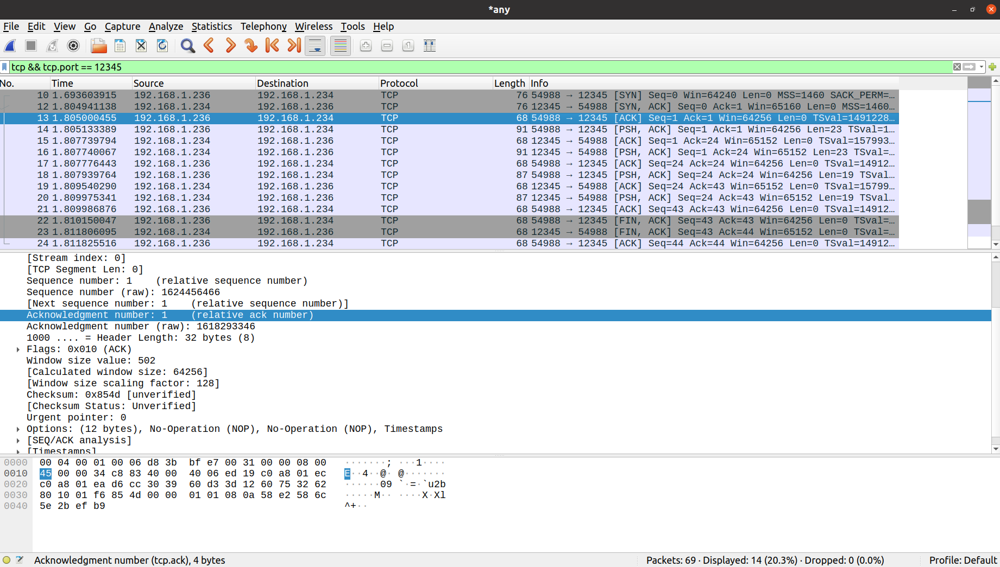 *any
File Edit View Go Capture Analyze Statistics Telephony Wireless Tools Help
tcp && tcp.port == 12345
No. Time Source Destination Protocol Length Info
10 1.693603915 192.168.1.236 192.168.1.234 TCP 76 54988 → 12345 [SYN] Seq=0 Win=64240 Len=0 MSS=1460 SACK_PERM=…
12 1.804941138 192.168.1.234 192.168.1.236 TCP 76 12345 → 54988 [SYN, ACK] Seq=0 Ack=1 Win=65160 Len=0 MSS=1460…
13 1.805000455 192.168.1.236 192.168.1.234 TCP 68 54988 → 12345 [ACK] Seq=1 Ack=1 Win=64256 Len=0 TSval=1491228…
14 1.805133389 192.168.1.236 192.168.1.234 TCP 91 54988 → 12345 [PSH, ACK] Seq=1 Ack=1 Win=64256 Len=23 TSval=1…
15 1.807739794 192.168.1.234 192.168.1.236 TCP 68 12345 → 54988 [ACK] Seq=1 Ack=24 Win=65152 Len=0 TSval=157993…
16 1.807740067 192.168.1.234 192.168.1.236 TCP 91 12345 → 54988 [PSH, ACK] Seq=1 Ack=24 Win=65152 Len=23 TSval=…
17 1.807776443 192.168.1.236 192.168.1.234 TCP 68 54988 → 12345 [ACK] Seq=24 Ack=24 Win=64256 Len=0 TSval=14912…
18 1.807939764 192.168.1.236 192.168.1.234 TCP 87 54988 → 12345 [PSH, ACK] Seq=24 Ack=24 Win=64256 Len=19 TSval…
19 1.809540290 192.168.1.234 192.168.1.236 TCP 68 12345 → 54988 [ACK] Seq=24 Ack=43 Win=65152 Len=0 TSval=15799…
20 1.809975341 192.168.1.234 192.168.1.236 TCP 87 12345 → 54988 [PSH, ACK] Seq=24 Ack=43 Win=65152 Len=19 TSval…
21 1.809986876 192.168.1.236 192.168.1.234 TCP 68 54988 → 12345 [ACK] Seq=43 Ack=43 Win=64256 Len=0 TSval=14912…
22 1.810150047 192.168.1.236 192.168.1.234 TCP 68 54988 → 12345 [FIN, ACK] Seq=43 Ack=43 Win=64256 Len=0 TSval=…
23 1.811806095 192.168.1.234 192.168.1.236 TCP 68 12345 → 54988 [FIN, ACK] Seq=43 Ack=44 Win=65152 Len=0 TSval=…
24 1.811825516 192.168.1.236 192.168.1.234 TCP 68 54988 → 12345 [ACK] Seq=44 Ack=44 Win=64256 Len=0 TSval=14912…
[Stream index: 0]
[TCP Segment Len: 0]
Sequence number: 1    (relative sequence number)
Sequence number (raw): 1624456466
[Next sequence number: 1    (relative sequence number)]
Acknowledgment number: 1    (relative ack number)
Acknowledgment number (raw): 1618293346
1000 .... = Header Length: 32 bytes (8)
Flags: 0x010 (ACK)
Window size value: 502
[Calculated window size: 64256]
[Window size scaling factor: 128]
Checksum: 0x854d [unverified]
[Checksum Status: Unverified]
Urgent pointer: 0
Options: (12 bytes), No-Operation (NOP), No-Operation (NOP), Timestamps
[SEQ/ACK analysis]
[Timestamps]
0000 00 04 00 01 00 06 d8 3b bf e7 00 31 00 00 08 00 ·······; ···1····
0010 45 00 00 34 c8 83 40 00 40 06 ed 19 c0 a8 01 ec E··4··@· @·······
0020 c0 a8 01 ea d6 cc 30 39 60 d3 3d 12 60 75 32 62 ······09 `·=·`u2b
0030 80 10 01 f6 85 4d 00 00 01 01 08 0a 58 e2 58 6c ·····M·· ····X·Xl
0040 5e 2b ef b9 ^+··
Acknowledgment number (tcp.ack), 4 bytes Packets: 69 · Displayed: 14 (20.3%) · Dropped: 0 (0.0%) Profile: Default